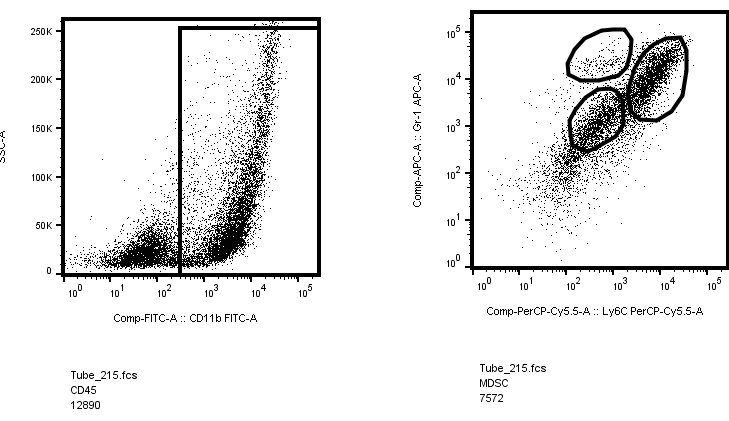 250K
200K
150K
100K
50K
0
SSC-A
10^0 10^1 10^2 10^3 10^4 10^5
Comp-FITC-A :: CD11b FITC-A
Tube_215.fcs
CD45
12890
10^5
10^4
10^3
10^2
10^1
10^0
Comp-APC-A :: Gr-1 APC-A
10^0 10^1 10^2 10^3 10^4 10^5
Comp-PerCP-Cy5.5-A :: Ly6C PerCP-Cy5.5-A
Tube_215.fcs
MDSC
7572